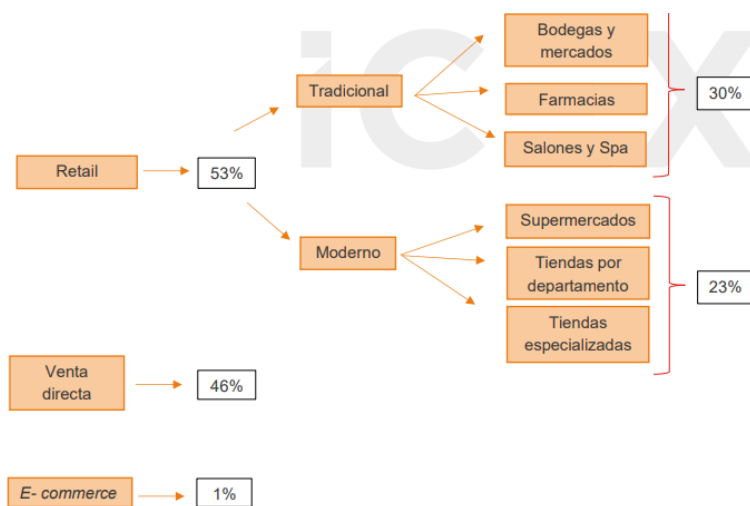 Bodegas y
mercados
Tradicional
Farmacias
30%
Salones y Spa
Retail
53%
Supermercados
Moderno
Tiendas por
departamento
23%
Tiendas
especializadas
Venta
directa
46%
E- commerce
1%